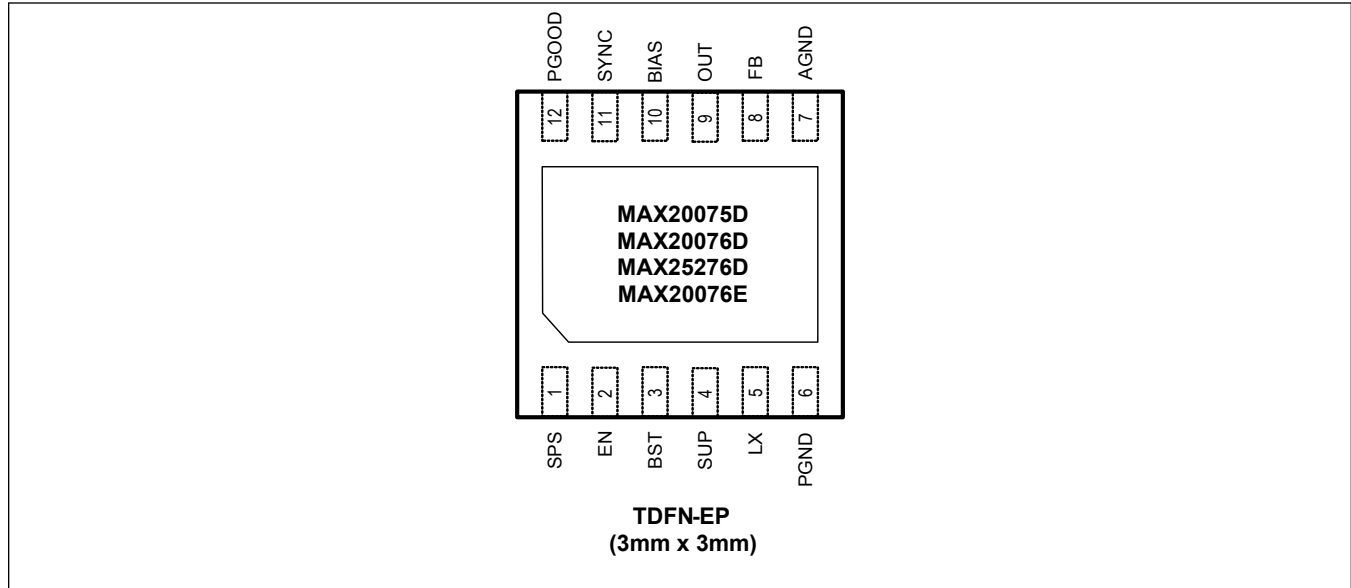 PGOOD SYNC BIAS OUT FB AGND
12 11 10 9 8 7
MAX20075D
MAX20076D
MAX25276D
MAX20076E
1 2 3 4 5 6
SPS EN BST SUP LX PGND
TDFN-EP
(3mm x 3mm)